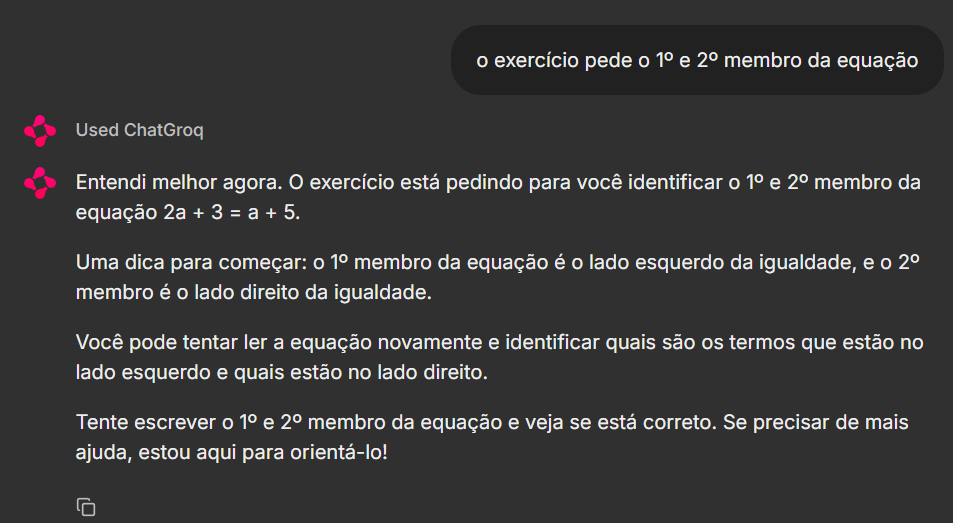 o exercício pede o 1º e 2º membro da equação
Used ChatGroq
Entendi melhor agora. O exercício está pedindo para você identificar o 1º e 2º membro da
equação 2a + 3 = a + 5.
Uma dica para começar: o 1º membro da equação é o lado esquerdo da igualdade, e o 2º
membro é o lado direito da igualdade.
Você pode tentar ler a equação novamente e identificar quais são os termos que estão no
lado esquerdo e quais estão no lado direito.
Tente escrever o 1º e 2º membro da equação e veja se está correto. Se precisar de mais
ajuda, estou aqui para orientá-lo!